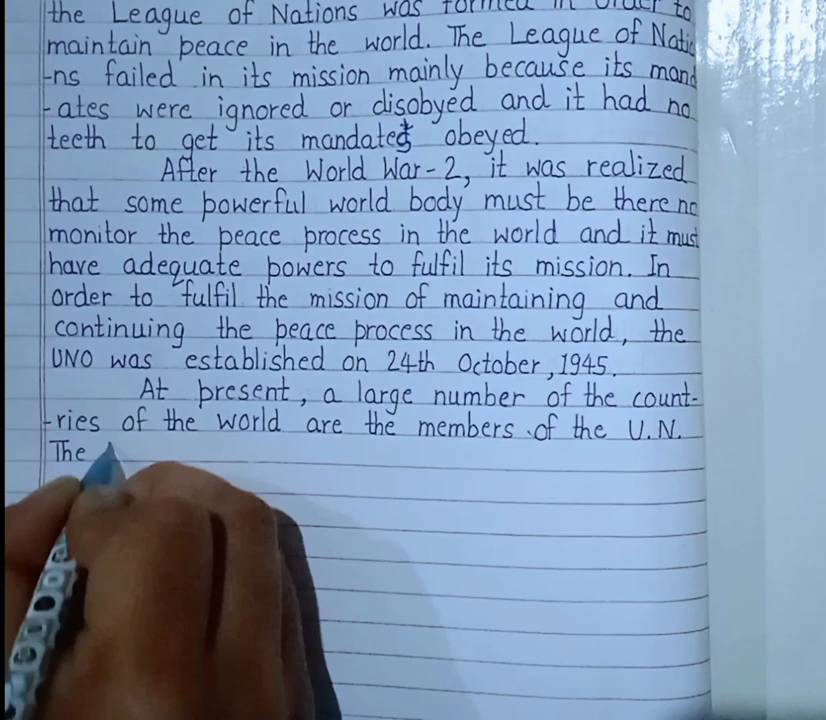 the League of Nations was formed in order to
maintain peace in the world. The League of Natio
-ns failed in its mission mainly because its mand
-ates were ignored or disobyed and it had no
teeth to get its mandates obeyed.
After the World War-2, it was realized
that some powerful world body must be there no
monitor the peace process in the world and it must
have adequate powers to fulfil its mission. In
order to fulfil the mission of maintaining and
continuing the peace process in the world, the
UNO was established on 24th October, 1945.
At present, a large number of the count-
-ries of the world are the members of the U.N.
The